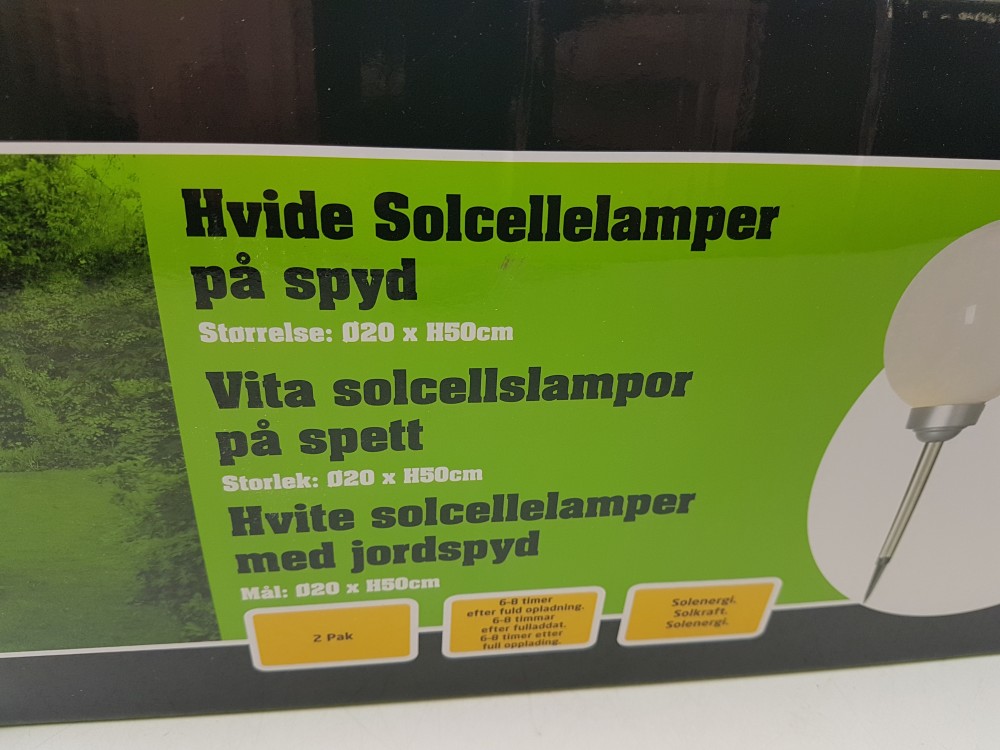 Hvide Solcellelamper
på spyd
Størrelse: Ø20 x H50cm
Vita solcellslampor
på spett
Storlek: Ø20 x H50cm
Hvite solcellelamper
med jordspyd
Mål: Ø20 x H50cm
2 Pak
6-8 timer
efter fuld opladning.
6-8 timmar
efter fulladdat.
6-8 timer etter
full opplading.
Solenergi.
Solkraft.
Solenergi.